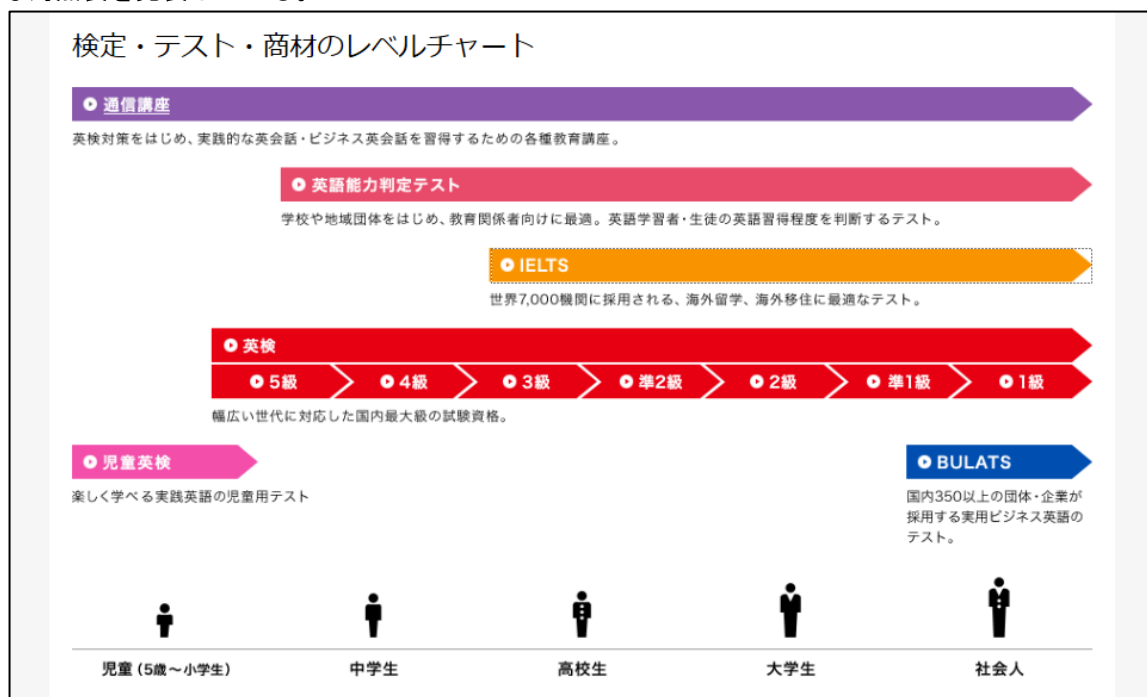 検定・テスト・商材のレベルチャート
通信講座
英検対策をはじめ、実践的な英会話・ビジネス英会話を習得するための各種教育講座。
英語能力判定テスト
学校や地域団体をはじめ、教育関係者向けに最適。英語学習者・生徒の英語習得程度を判断するテスト。
IELTS
世界7,000機関に採用される、海外留学、海外移住に最適なテスト。
英検
5級 4級 3級 準2級 2級 準1級 1級
幅広い世代に対応した国内最大級の試験資格。
児童英検
楽しく学べる実践英語の児童用テスト
BULATS
国内350以上の団体・企業が
採用する実用ビジネス英語の
テスト。
児童（5歳～小学生） 中学生 高校生 大学生 社会人